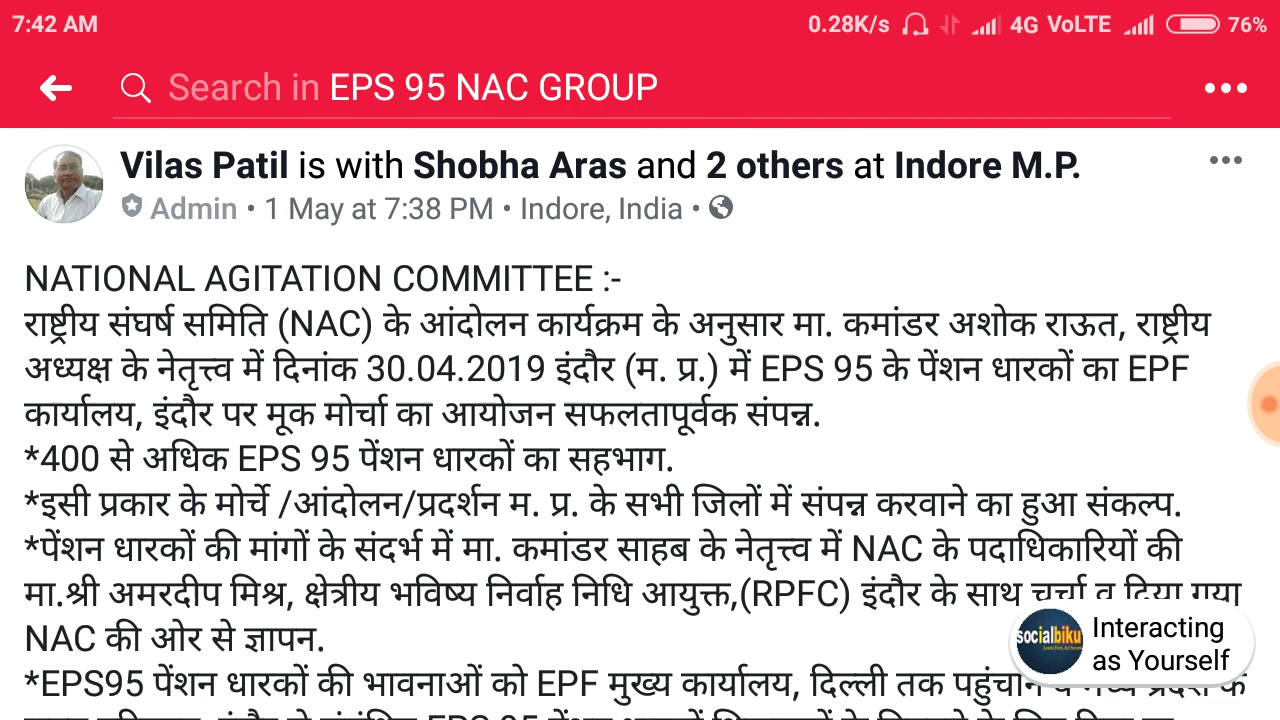 7:42 AM 0.28K/s 4G VoLTE 76%
Search in EPS 95 NAC GROUP
Vilas Patil is with Shobha Aras and 2 others at Indore M.P.
Admin • 1 May at 7:38 PM • Indore, India •
NATIONAL AGITATION COMMITTEE :-
राष्ट्रीय संघर्ष समिति (NAC) के आंदोलन कार्यक्रम के अनुसार मा. कमांडर अशोक राऊत, राष्ट्रीय
अध्यक्ष के नेतृत्त्व में दिनांक 30.04.2019 इंदौर (म. प्र.) में EPS 95 के पेंशन धारकों का EPF
कार्यालय, इंदौर पर मूक मोर्चा का आयोजन सफलतापूर्वक संपन्न.
*400 से अधिक EPS 95 पेंशन धारकों का सहभाग.
*इसी प्रकार के मोर्चे /आंदोलन/प्रदर्शन म. प्र. के सभी जिलों में संपन्न करवाने का हुआ संकल्प.
*पेंशन धारकों की मांगों के संदर्भ में मा. कमांडर साहब के नेतृत्त्व में NAC के पदाधिकारियों की
मा.श्री अमरदीप मिश्र, क्षेत्रीय भविष्य निर्वाह निधि आयुक्त,(RPFC) इंदौर के साथ चर्चा व दिया गया
NAC की ओर से ज्ञापन.
*EPS95 पेंशन धारकों की भावनाओं को EPF मुख्य कार्यालय, दिल्ली तक पहुंचाने व मध्य प्रदेश के
socialbiku
Interacting
as Yourself